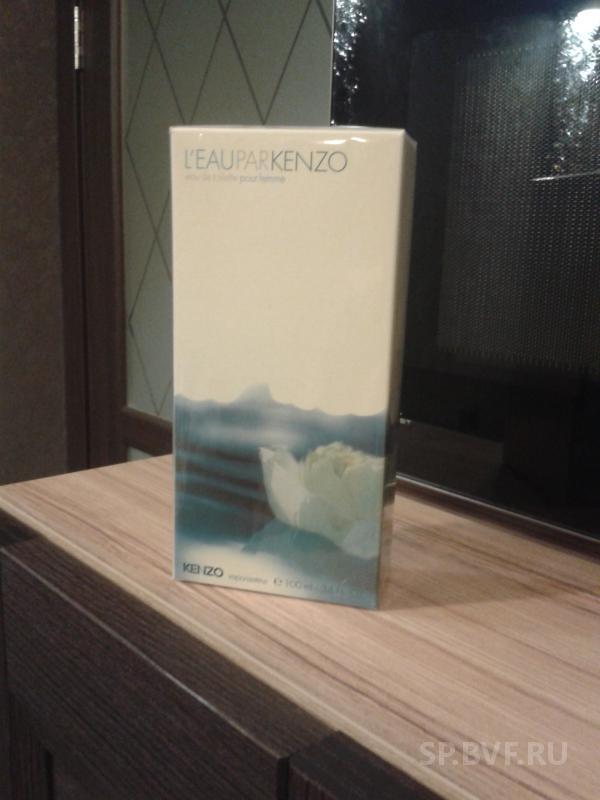 L'EAUPARKENZO
eau de toilette pour femme
KENZO vaporisateur e 100 ml
SP.BVF.RU